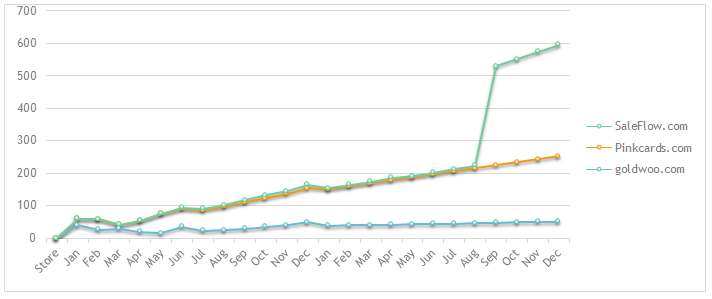 700
600
500
400
300
200
100
0
Store Jan Feb Mar Apr May Jun Jul Aug Sep Oct Nov Dec Jan Feb Mar Apr May Jun Jul Aug Sep Oct Nov Dec
SaleFlow.com
Pinkcards.com
goldwoo.com